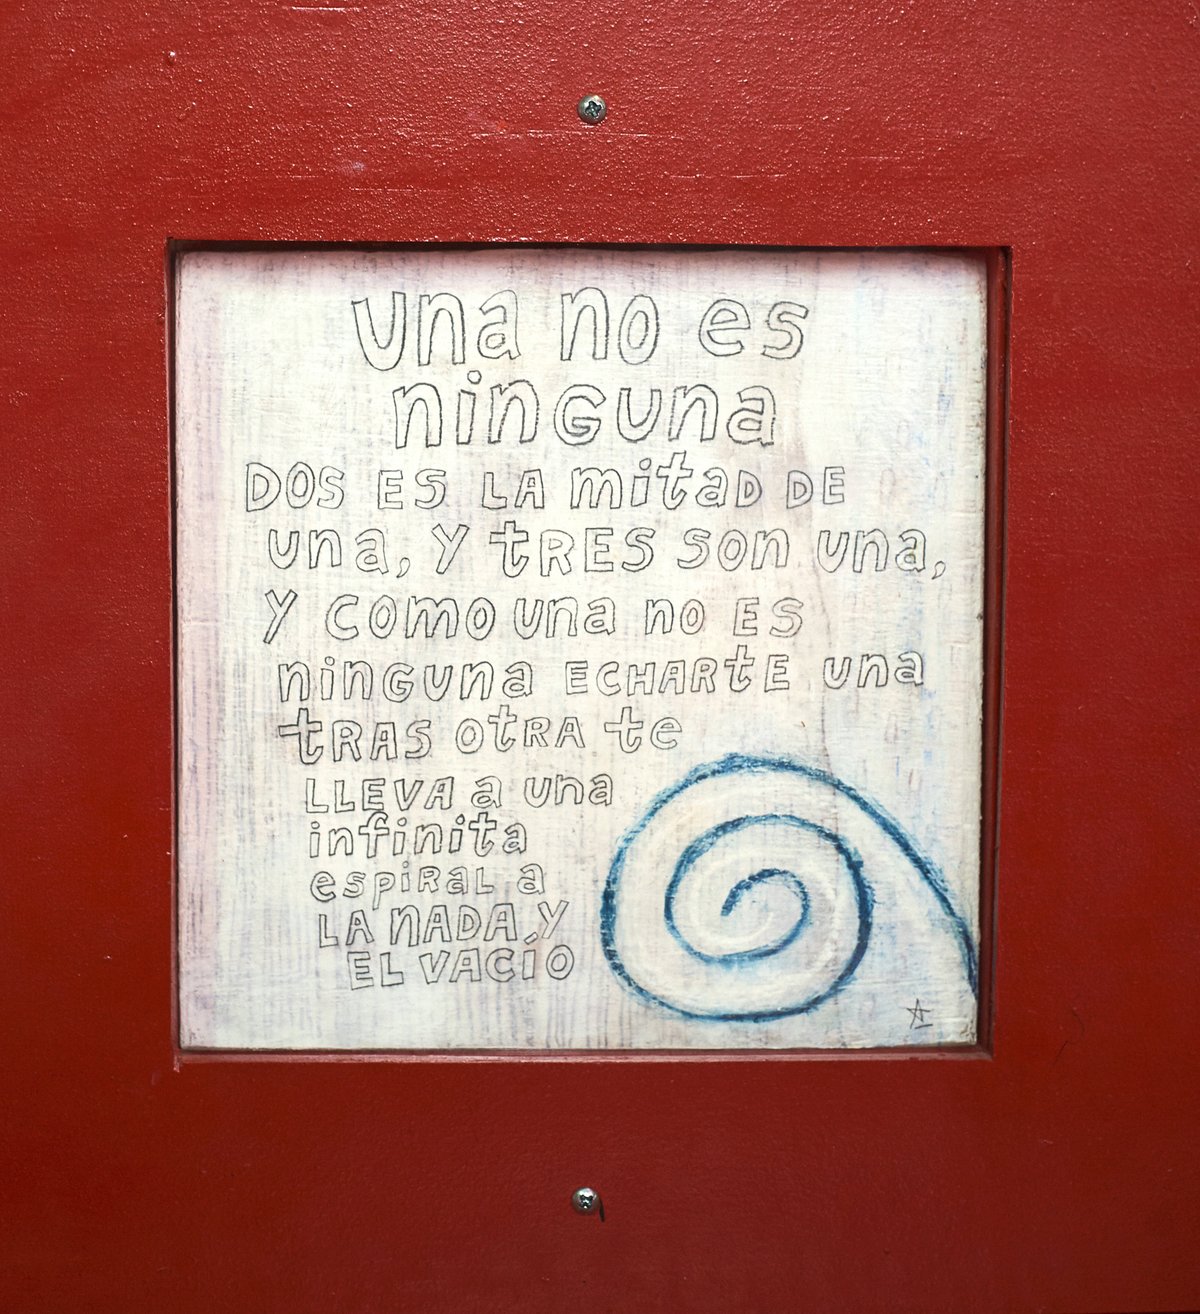 una no es
ninguna
DOS ES LA mitaD DE
una, y tRES son una,
y como una no ES
ninGuna ECHARtE una
tRAS otRA te
LLEVA a una
infinita
espiRaL a
LA nADA, y
EL VACÍO